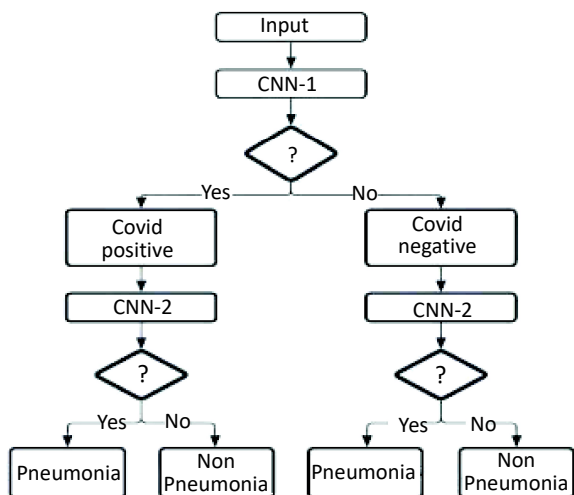 Input
CNN-1
?
Yes
No
Covid
positive
Covid
negative
CNN-2
CNN-2
?
?
Yes
No
Yes
No
Pneumonia
Non
Pneumonia
Pneumonia
Non
Pneumonia